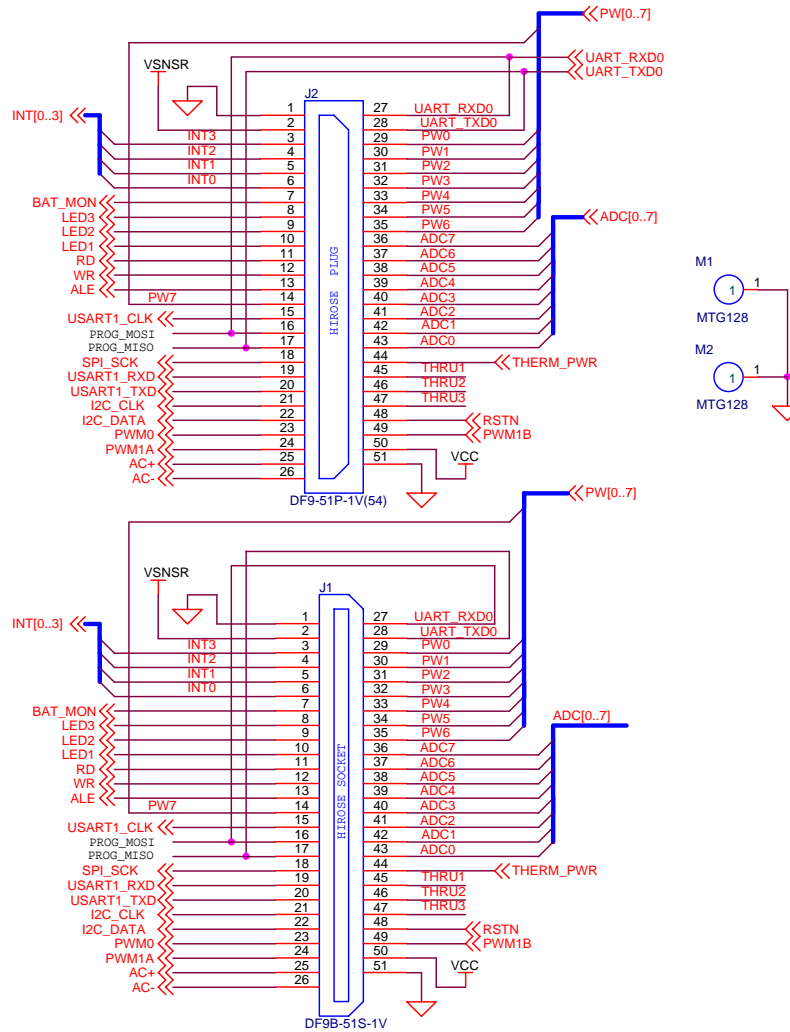 PW[0..7]
UART_RXD0
UART_TXD0
VSNSR
J2
INT[0..3]
1 27 UART_RXD0
2 28 UART_TXD0
INT3 3 29 PW0
INT2 4 30 PW1
INT1 5 31 PW2
INT0 6 32 PW3
BAT_MON 7 33 PW4
LED3 8 34 PW5
LED2 9 35 PW6
LED1 10 36 ADC7
RD 11 37 ADC6
WR 12 38 ADC5
ALE 13 39 ADC4
PW7 14 40 ADC3
USART1_CLK 15 41 ADC2
PROG_MOSI 16 42 ADC1
PROG_MISO 17 43 ADC0
SPI_SCK 18 44 THERM_PWR
USART1_RXD 19 45 THRU1
USART1_TXD 20 46 THRU2
I2C_CLK 21 47 THRU3
I2C_DATA 22 48 RSTN
PWM0 23 49 PWM1B
PWM1A 24 50 VCC
AC+ 25 51
AC- 26
HIROSE PLUG
DF9-51P-1V(54)
ADC[0..7]
M1
1 1
MTG128
M2
1 1
MTG128
PW[0..7]
VSNSR
J1
INT[0..3]
1 27 UART_RXD0
2 28 UART_TXD0
INT3 3 29 PW0
INT2 4 30 PW1
INT1 5 31 PW2
INT0 6 32 PW3
BAT_MON 7 33 PW4
LED3 8 34 PW5
LED2 9 35 PW6
LED1 10 36 ADC7
RD 11 37 ADC6
WR 12 38 ADC5
ALE 13 39 ADC4
PW7 14 40 ADC3
USART1_CLK 15 41 ADC2
PROG_MOSI 16 42 ADC1
PROG_MISO 17 43 ADC0
SPI_SCK 18 44 THERM_PWR
USART1_RXD 19 45 THRU1
USART1_TXD 20 46 THRU2
I2C_CLK 21 47 THRU3
I2C_DATA 22 48 RSTN
PWM0 23 49 PWM1B
PWM1A 24 50 VCC
AC+ 25 51
AC- 26
HIROSE SOCKET
DF9B-51S-1V
ADC[0..7]